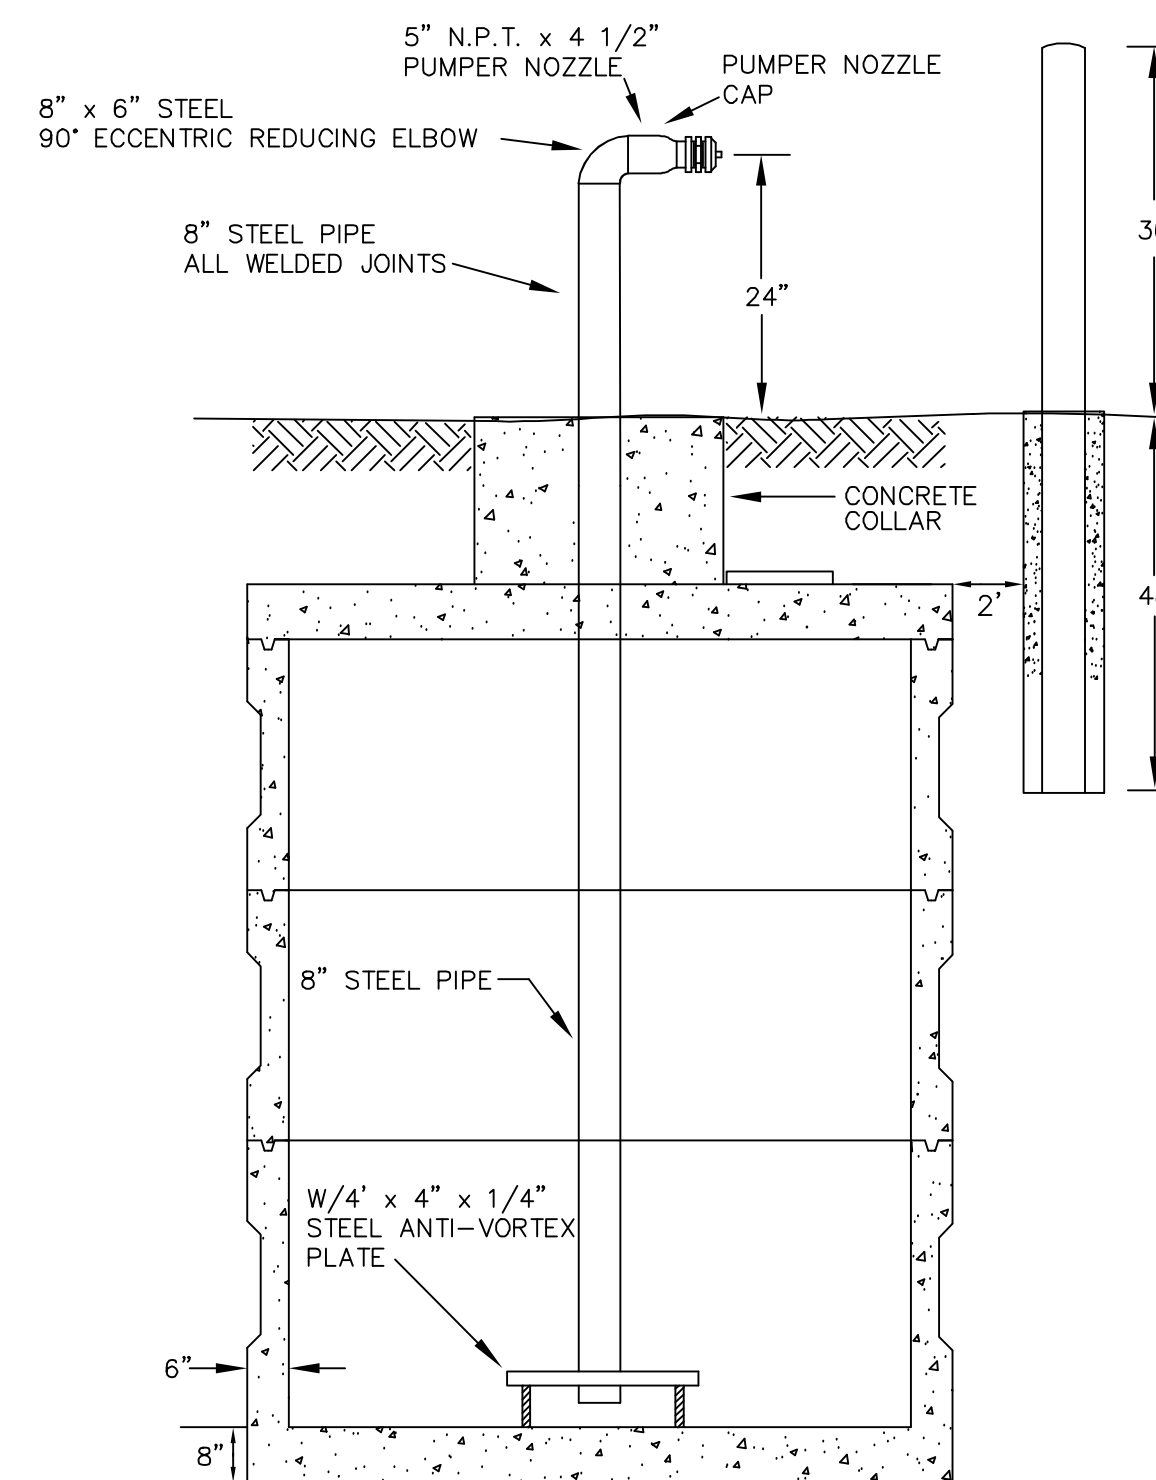 5” N.P.T. x 4 1/2”
PUMPER NOZZLE
PUMPER NOZZLE
CAP
8” x 6” STEEL
90° ECCENTRIC REDUCING ELBOW
8” STEEL PIPE
ALL WELDED JOINTS
24”
CONCRETE
COLLAR
2’
8” STEEL PIPE
W/4’ x 4” x 1/4”
STEEL ANTI-VORTEX
PLATE
6”
8”